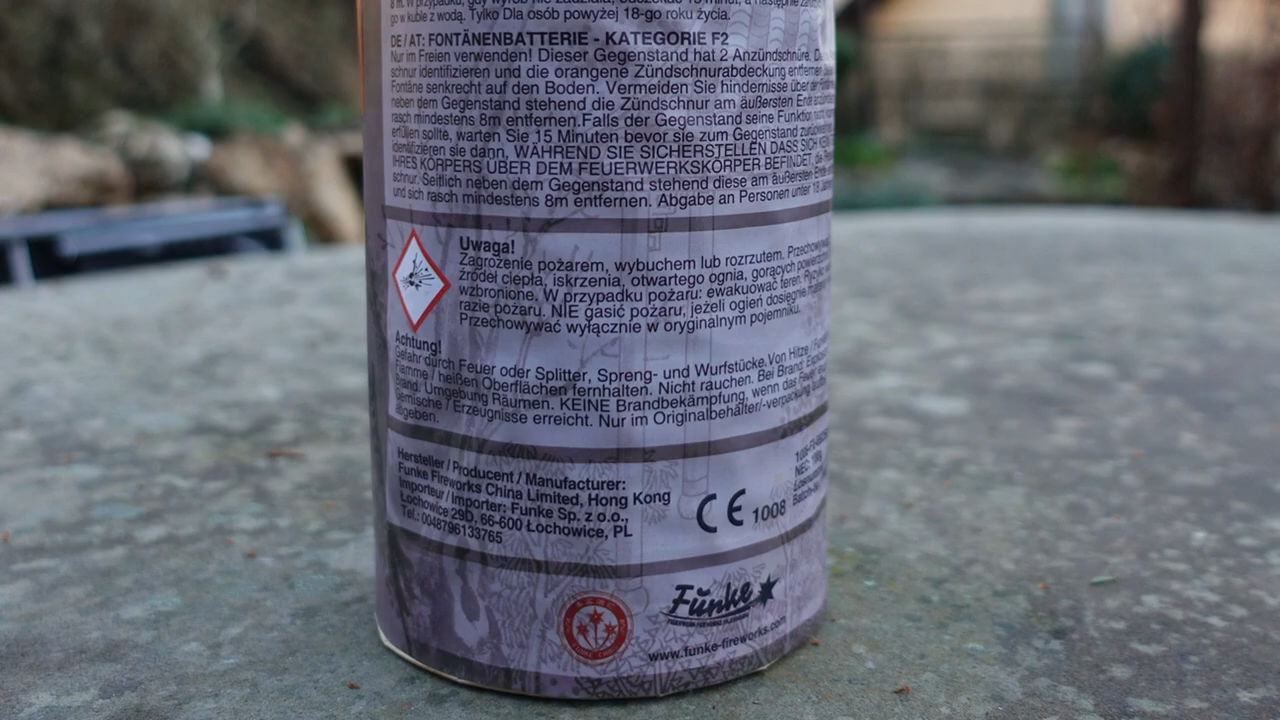 8 m. W przypadku, gdy wyrób nie zadziała, odczekać 15 minut, a następnie
go w kuble z wodą. Tylko Dla osób powyżej 18-go roku życia.
DE / AT: FONTÄNENBATTERIE - KATEGORIE F2
Nur im Freien verwenden! Dieser Gegenstand hat 2 Anzündschnüre.
schnur identifizieren und die orangene Zündschnurabdeckung entfernen.
Fontäne senkrecht auf den Boden. Vermeiden Sie hindernisse über der
neben dem Gegenstand stehend die Zündschnur am äußersten Ende
rasch mindestens 8m entfernen.Falls der Gegenstand seine Funktion nicht
erfüllen sollte, warten Sie 15 Minuten bevor sie zum Gegenstand
Identifizieren sie dann, WÄHREND SIE SICHERSTELLEN DASS SICH
IHRES KÖRPERS ÜBER DEM FEUERWERKSKÖRPER BEFINDET, die
schnur. Seitlich neben dem Gegenstand stehend diese am äußersten Ende
und sich rasch mindestens 8m entfernen. Abgabe an Personen unter 18
Uwaga!
Zagrożenie pożarem, wybuchem lub rozrzutem. Przechowywać
źródeł ciepła, iskrzenia, otwartego ognia, gorących
wzbronione. W przypadku pożaru: ewakuować teren. Ryzyko
razie pożaru. NIE gasić pożaru, jeżeli ogień dosięgnie
Przechowywać wyłącznie w oryginalnym pojemniku.
Achtung!
Gefahr durch Feuer oder Splitter, Spreng- und Wurfstücke.Von Hitze /
Flamme / heißen Oberflächen fernhalten. Nicht rauchen. Bei Brand:
Brand. Umgebung Räumen. KEINE Brandbekämpfung, wenn das Feuer
Gemische / Erzeugnisse erreicht. Nur im Originalbehälter/-verpackung
abgeben.
Hersteller / Producent / Manufacturer:
Funke Fireworks China Limited, Hong Kong
Importeur / Importer: Funke Sp. z o.o.,
Łochowice 29D, 66-600 Łochowice, PL
Tel.: 0048796133765
CE 1008
NEC:
Funke
www.funke-fireworks.com